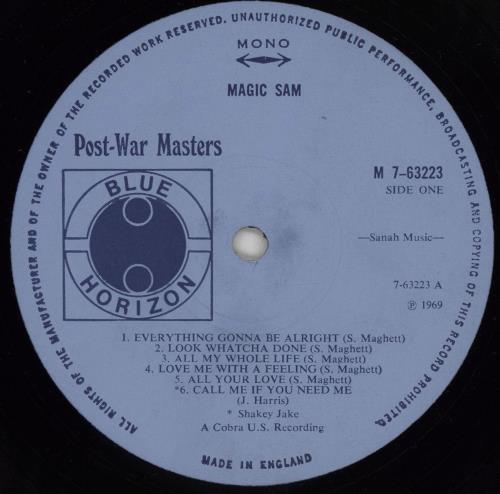 ALL RIGHTS OF THE MANUFACTURER AND OF THE OWNER OF THE RECORDED WORK RESERVED. UNAUTHORIZED PUBLIC PERFORMANCE, BROADCASTING AND COPYING OF THIS RECORD PROHIBITED.
MONO
MAGIC SAM
Post-War Masters
M 7-63223
SIDE ONE
BLUE
HORIZON
—Sanah Music—
7-63223 A
℗ 1969
1. EVERYTHING GONNA BE ALRIGHT (S. Maghett)
2. LOOK WHATCHA DONE (S. Maghett)
3. ALL MY WHOLE LIFE (S. Maghett)
4. LOVE ME WITH A FEELING (S. Maghett)
5. ALL YOUR LOVE (S. Maghett)
*6. CALL ME IF YOU NEED ME
(J. Harris)
* Shakey Jake
A Cobra U.S. Recording
MADE IN ENGLAND